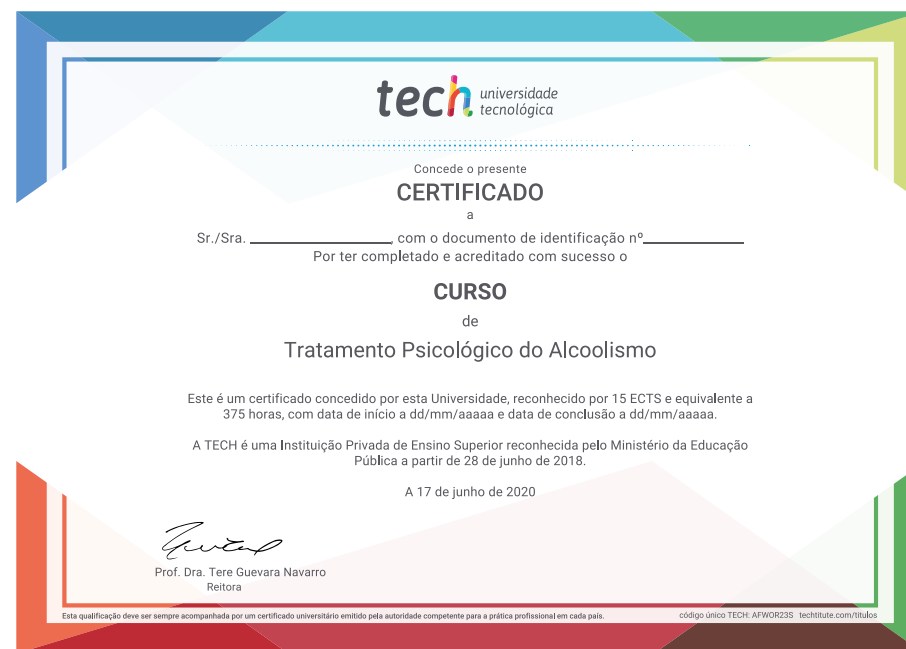 tech universidade
tecnológica
Concede o presente
CERTIFICADO
a
Sr./Sra. ________________, com o documento de identificação nº____________
Por ter completado e acreditado com sucesso o
CURSO
de
Tratamento Psicológico do Alcoolismo
Este é um certificado concedido por esta Universidade, reconhecido por 15 ECTS e equivalente a
375 horas, com data de início a dd/mm/aaaaa e data de conclusão a dd/mm/aaaaa.
A TECH é uma Instituição Privada de Ensino Superior reconhecida pelo Ministério da Educação
Pública a partir de 28 de junho de 2018.
A 17 de junho de 2020
Prof. Dra. Tere Guevara Navarro
Reitora
Esta qualificação deve ser sempre acompanhada por um certificado universitário emitido pela autoridade competente para a prática profissional em cada país.
código único TECH: AFWOR23S techtitute.com/titulos